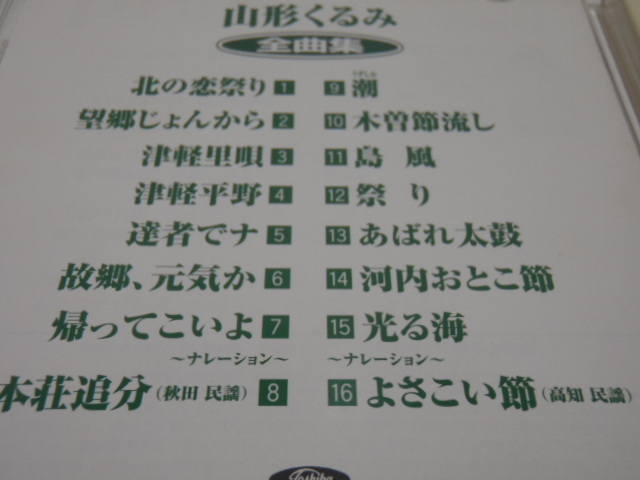 山形くるみ
全曲集
北の恋祭り 1
望郷じょんから 2
津軽里唄 3
津軽平野 4
達者でナ 5
故郷、元気か 6
帰ってこいよ 7
～ナレーション～
本荘追分(秋田 民謡) 8
9 潮
10 木曽節流し
11 島 風
12 祭 り
13 あばれ太鼓
14 河内おとこ節
15 光る海
～ナレーション～
16 よさこい節(高知 民謡)
Toshiba